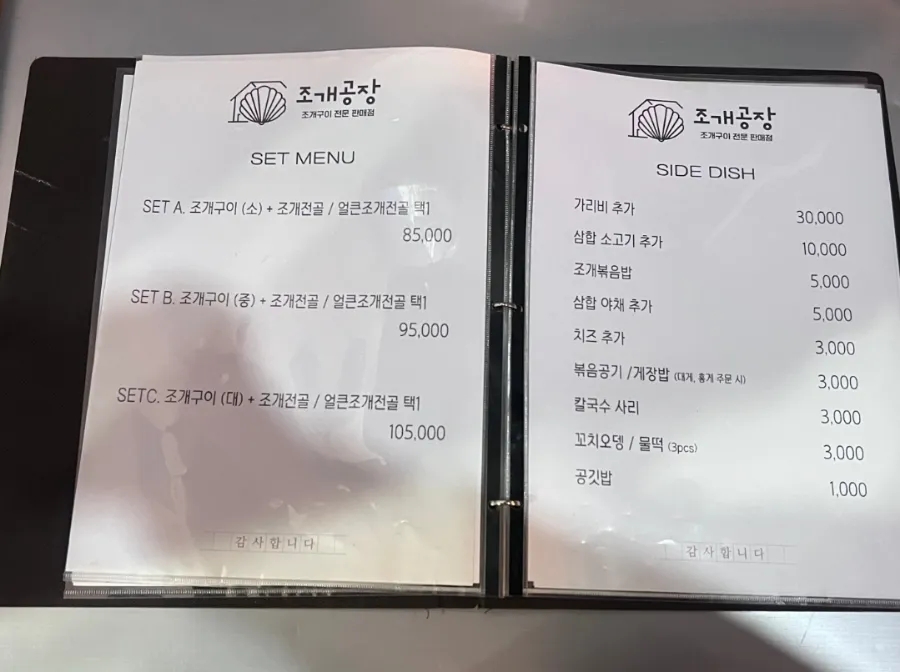 조개공장
조개구이 전문 판매점
SET MENU
SET A. 조개구이 (소) + 조개전골 / 얼큰조개전골 택1
85,000
SET B. 조개구이 (중) + 조개전골 / 얼큰조개전골 택1
95,000
SETC. 조개구이 (대) + 조개전골 / 얼큰조개전골 택1
105,000
감사합니다
조개공장
조개구이 전문 판매점
SIDE DISH
가리비 추가 30,000
삼합 소고기 추가 10,000
조개볶음밥 5,000
삼합 야채 추가 5,000
치즈 추가 3,000
볶음공기 /게장밥 (대게, 홍게 주문 시) 3,000
칼국수 사리 3,000
꼬치오뎅 / 물떡 (3pcs) 3,000
공깃밥 1,000
감사합니다